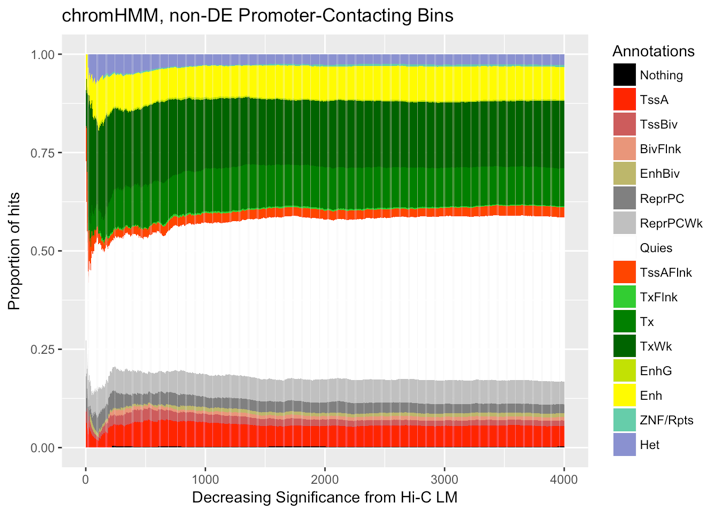 chromHMM, non-DE Promoter-Contacting Bins
Proportion of hits
1.00
0.75
0.50
0.25
0.00
0
1000
2000
3000
4000
Decreasing Significance from Hi-C LM
Annotations
Nothing
TssA
TssBiv
BivFlnk
EnhBiv
ReprPC
ReprPCWk
Quies
TssAFlnk
TxFlnk
Tx
TxWk
EnhG
Enh
ZNF/Rpts
Het